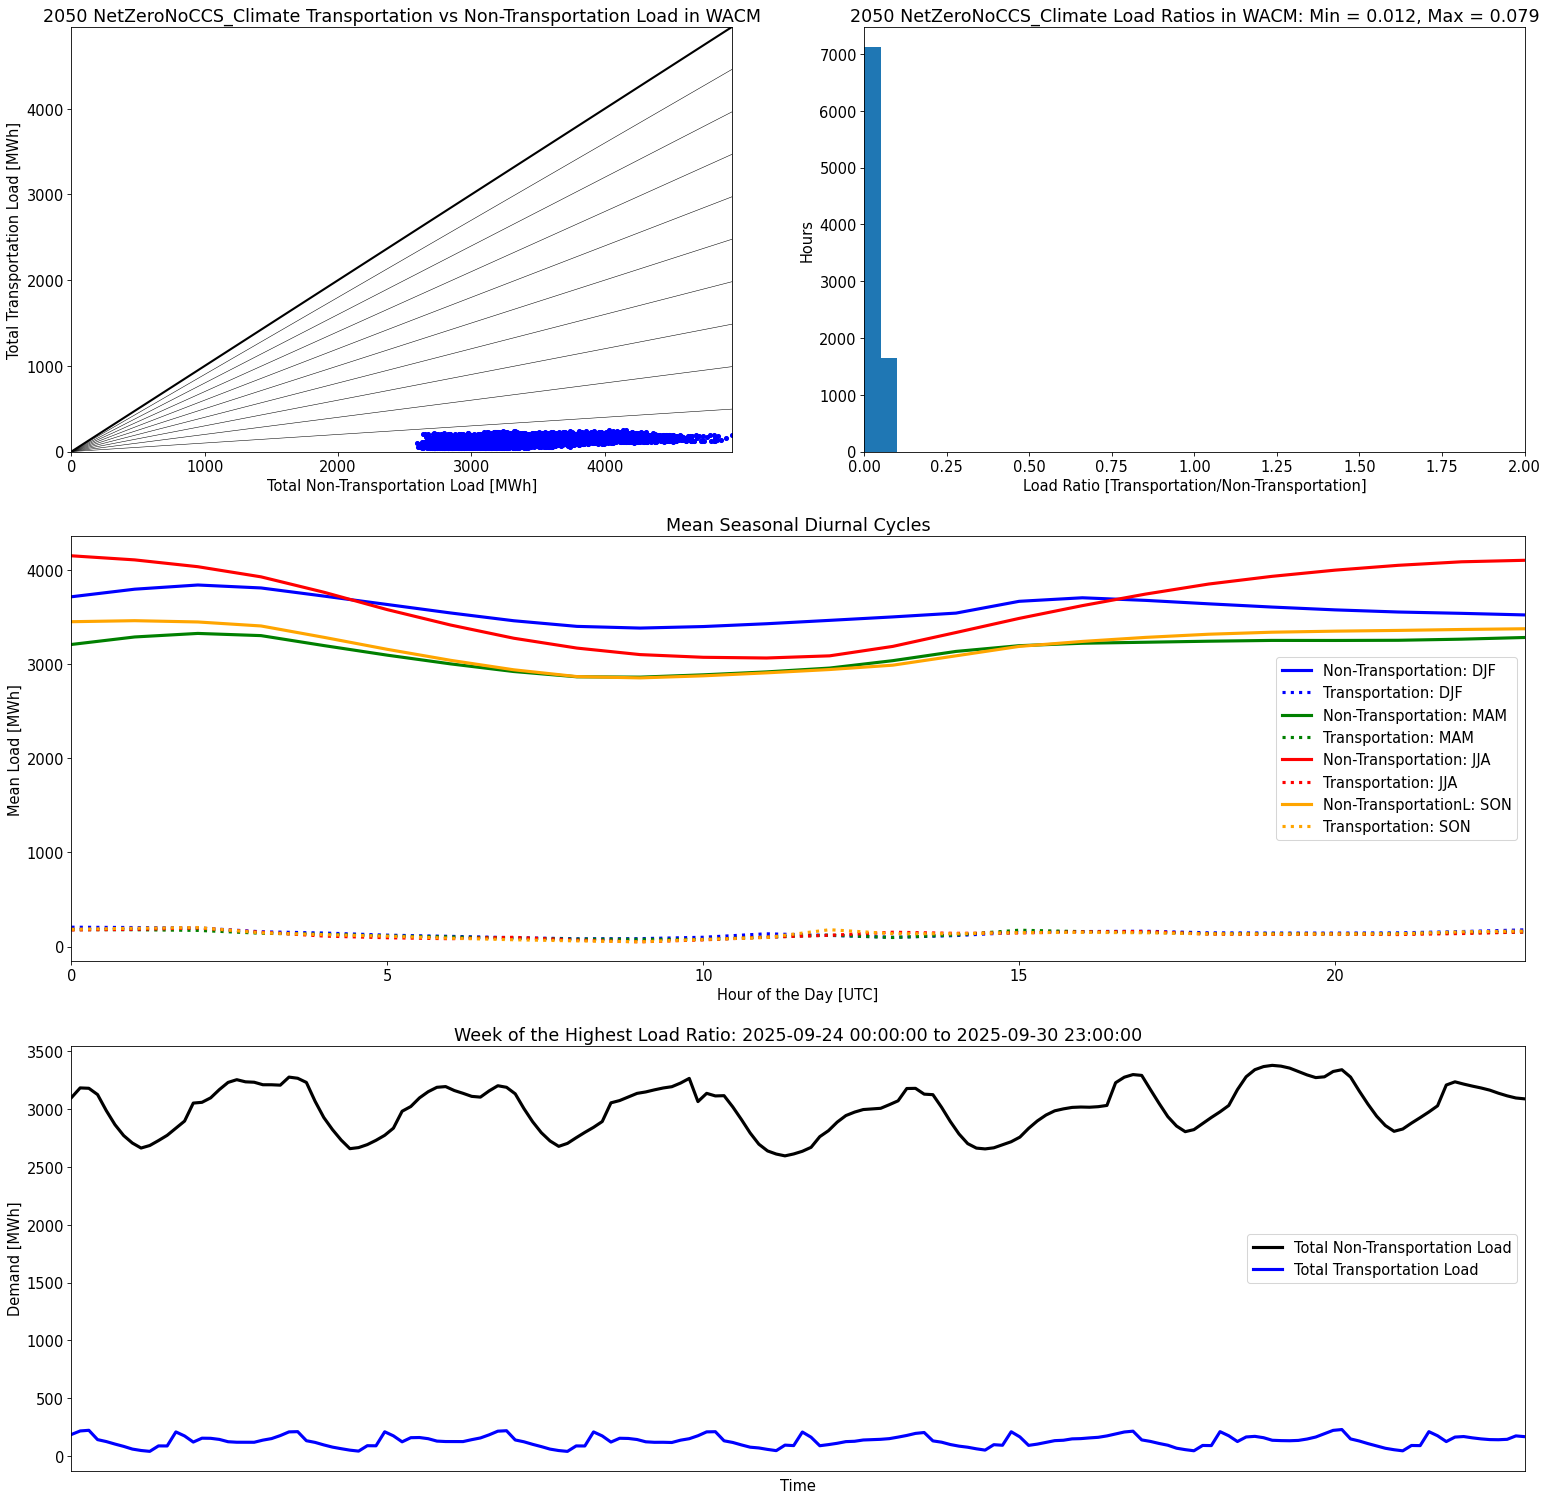 2050 NetZeroNoCCS_Climate Transportation vs Non-Transportation Load in WACM
Total Transportation Load [MWh]
4000
3000
2000
1000
0
0 1000 2000 3000 4000
Total Non-Transportation Load [MWh]
2050 NetZeroNoCCS_Climate Load Ratios in WACM: Min = 0.012, Max = 0.079
Hours
7000
6000
5000
4000
3000
2000
1000
0
0.00 0.25 0.50 0.75 1.00 1.25 1.50 1.75 2.00
Load Ratio [Transportation/Non-Transportation]
Mean Seasonal Diurnal Cycles
Mean Load [MWh]
4000
3000
2000
1000
0
Non-Transportation: DJF
Transportation: DJF
Non-Transportation: MAM
Transportation: MAM
Non-Transportation: JJA
Transportation: JJA
Non-TransportationL: SON
Transportation: SON
0 5 10 15 20
Hour of the Day [UTC]
Week of the Highest Load Ratio: 2025-09-24 00:00:00 to 2025-09-30 23:00:00
Demand [MWh]
3500
3000
2500
2000
1500
1000
500
0
Total Non-Transportation Load
Total Transportation Load
Time